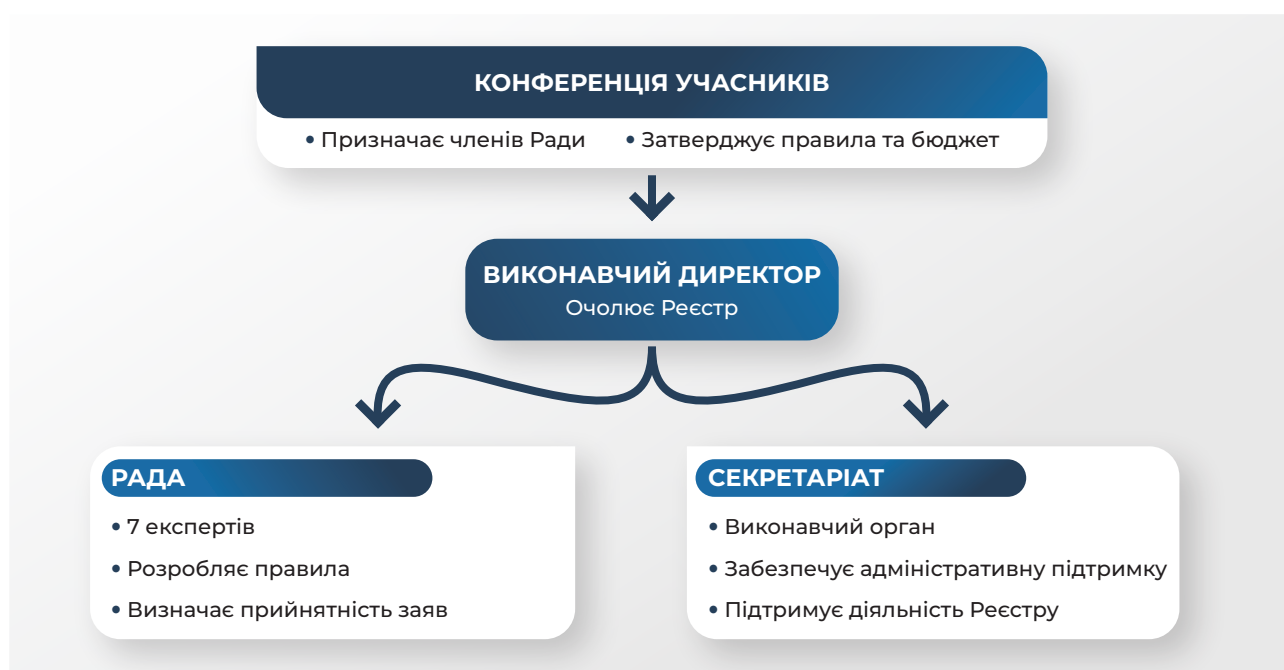 КОНФЕРЕНЦІЯ УЧАСНИКІВ
• Призначає членів Ради • Затверджує правила та бюджет
ВИКОНАВЧИЙ ДИРЕКТОР
Очолює Реєстр
РАДА
• 7 експертів
• Розробляє правила
• Визначає прийнятність заяв
СЕКРЕТАРІАТ
• Виконавчий орган
• Забезпечує адміністративну підтримку
• Підтримує діяльність Реєстру